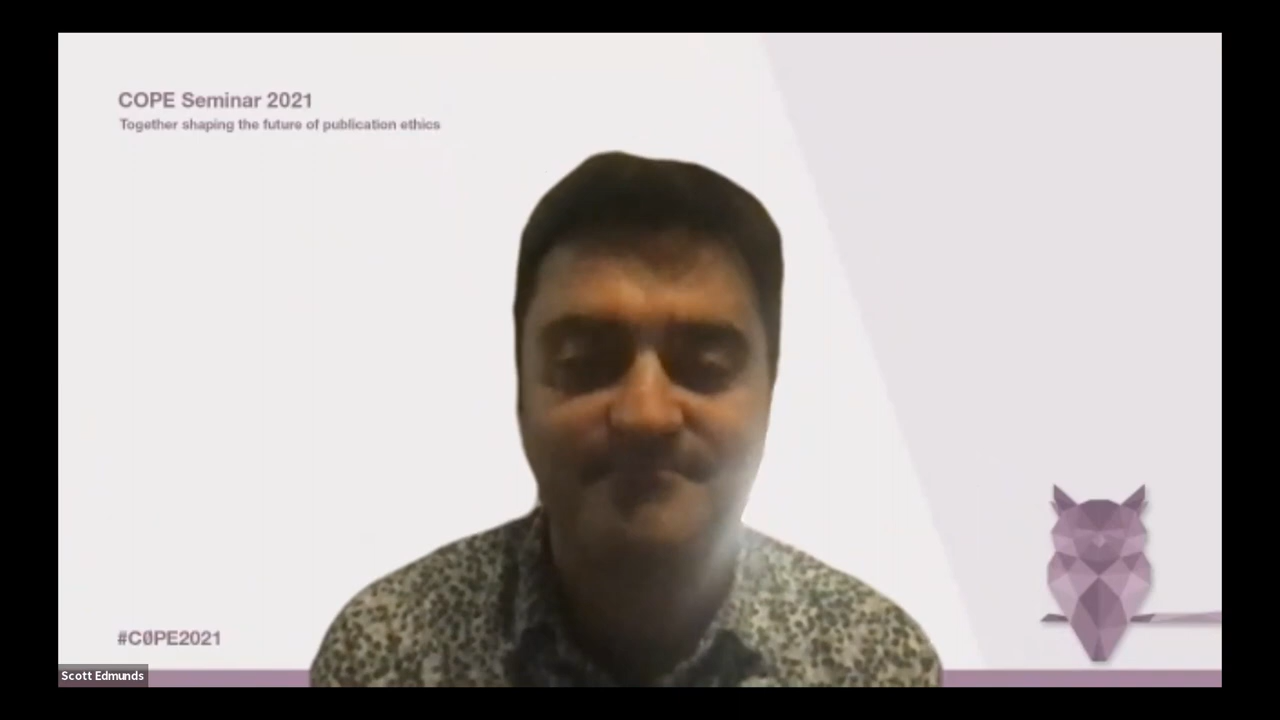 COPE Seminar 2021
Together shaping the future of publication ethics
#C0PE2021
Scott Edmunds